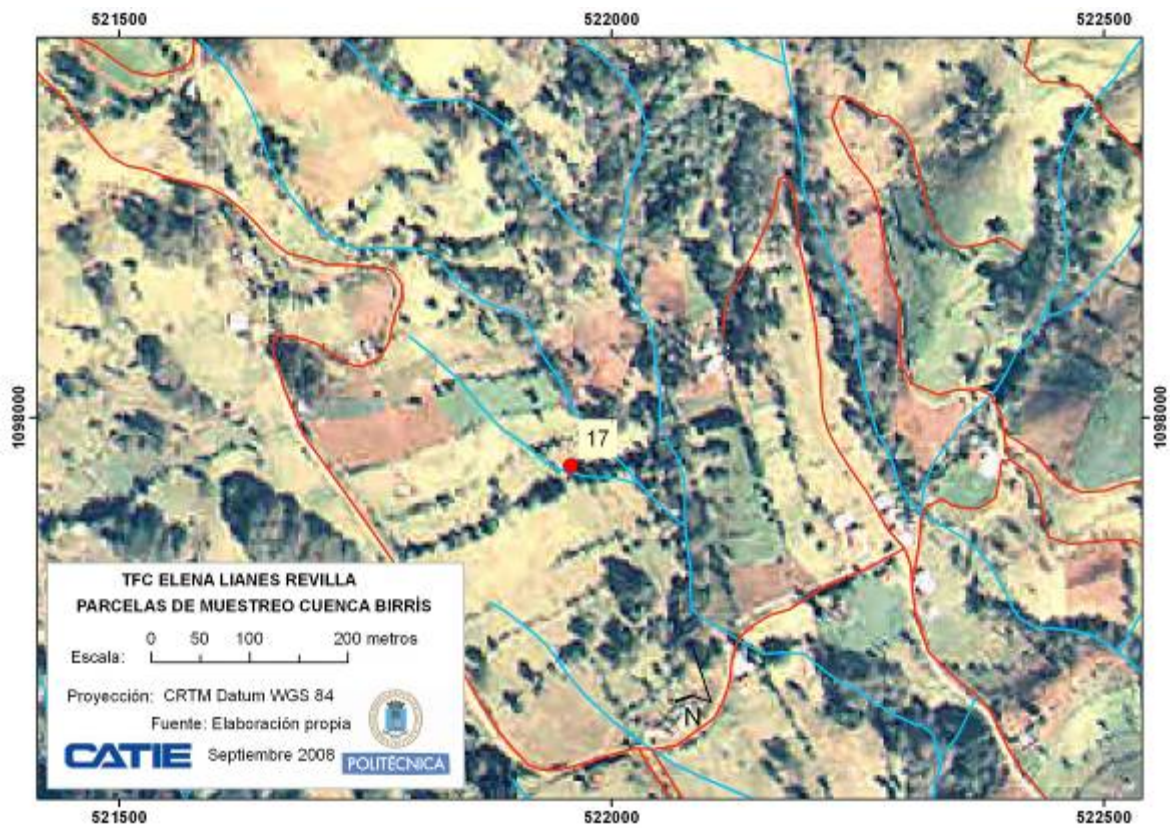 521500 522000 522500
1098000
1098000
17
N
TFC ELENA LIANES REVILLA
PARCELAS DE MUESTREO CUENCA BIRRÍS
0 50 100 200 metros
Escala:
Proyección: CRTM Datum WGS 84
Fuente: Elaboración propia
CATIE Septiembre 2008 POLITÉCNICA
521500 522000 522500